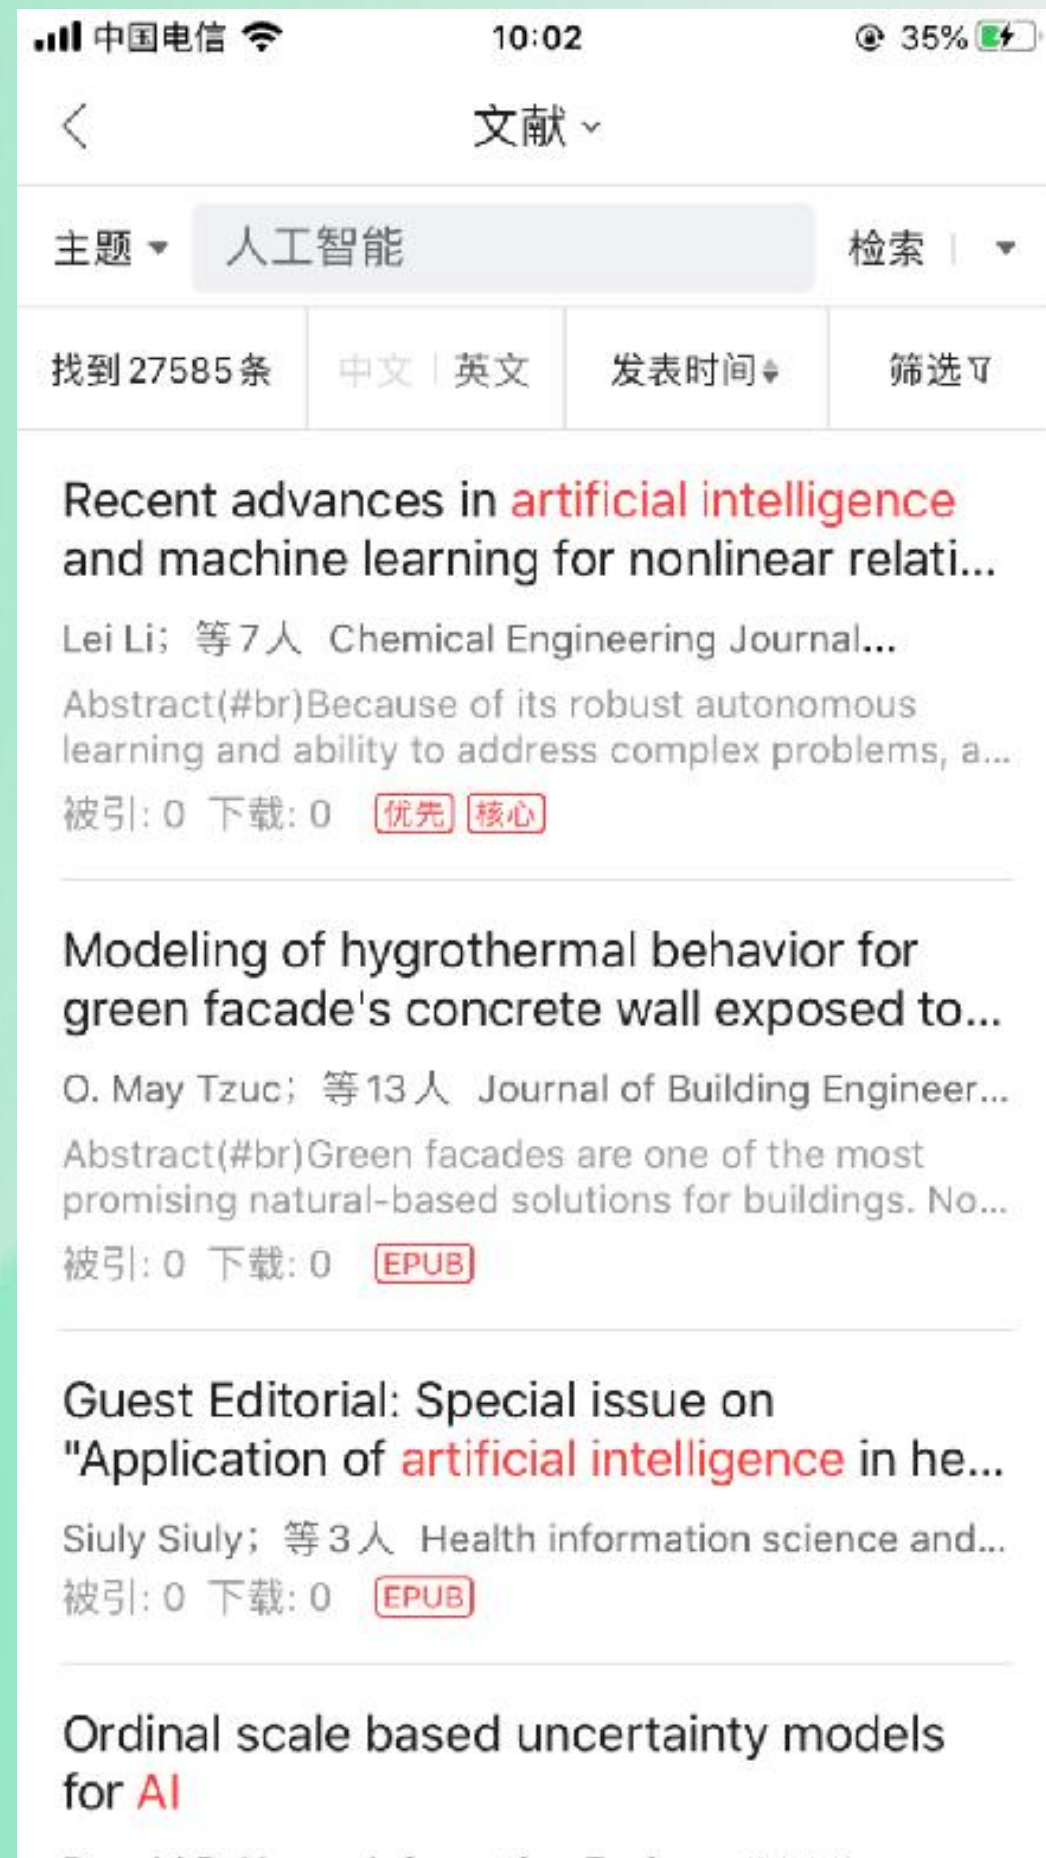 中国电信 10:02 35%
文献
主题 人工智能 检索
找到27585条 中文 英文 发表时间 筛选
Recent advances in artificial intelligence
and machine learning for nonlinear relati...
Lei Li; 等7人 Chemical Engineering Journal...
Abstract(#br)Because of its robust autonomous
learning and ability to address complex problems, a...
被引: 0 下载: 0 优先 核心
Modeling of hygrothermal behavior for
green facade's concrete wall exposed to...
O. May Tzuc; 等13人 Journal of Building Engineer...
Abstract(#br)Green facades are one of the most
promising natural-based solutions for buildings. No...
被引: 0 下载: 0 EPUB
Guest Editorial: Special issue on
"Application of artificial intelligence in he...
Siuly Siuly; 等3人 Health information science and...
被引: 0 下载: 0 EPUB
Ordinal scale based uncertainty models
for AI